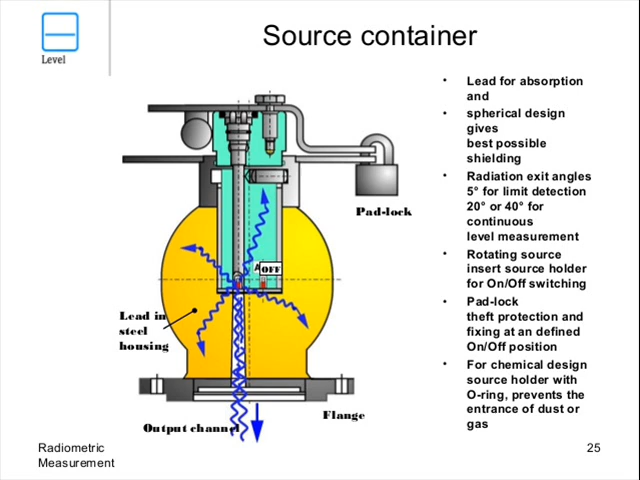 Level
Source container
• Lead for absorption
and
• spherical design
gives
best possible
shielding
• Radiation exit angles
5° for limit detection
20° or 40° for
continuous
level measurement
• Rotating source
insert source holder
for On/Off switching
• Pad-lock
theft protection and
fixing at an defined
On/Off position
• For chemical design
source holder with
O-ring, prevents the
entrance of dust or
gas
Pad-lock
OFF
Lead in
steel
housing
Flange
Output channel
Radiometric
Measurement
25